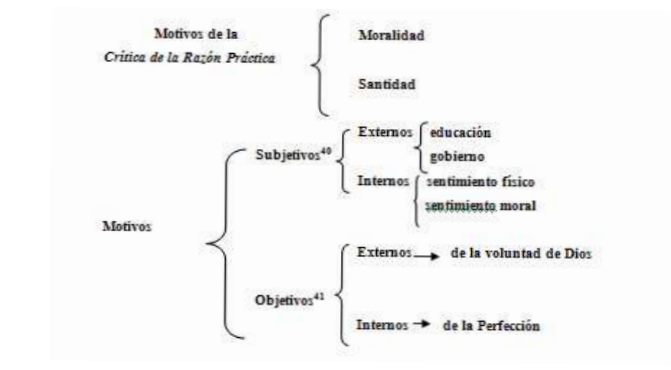 Motivos de la
Crítica de la Razón Práctica
Moralidad
Santidad
Motivos
Subjetivos⁴⁰
Externos
educación
gobierno
Internos
sentimiento físico
sentimiento moral
Objetivos⁴¹
Externos → de la voluntad de Dios
Internos → de la Perfección